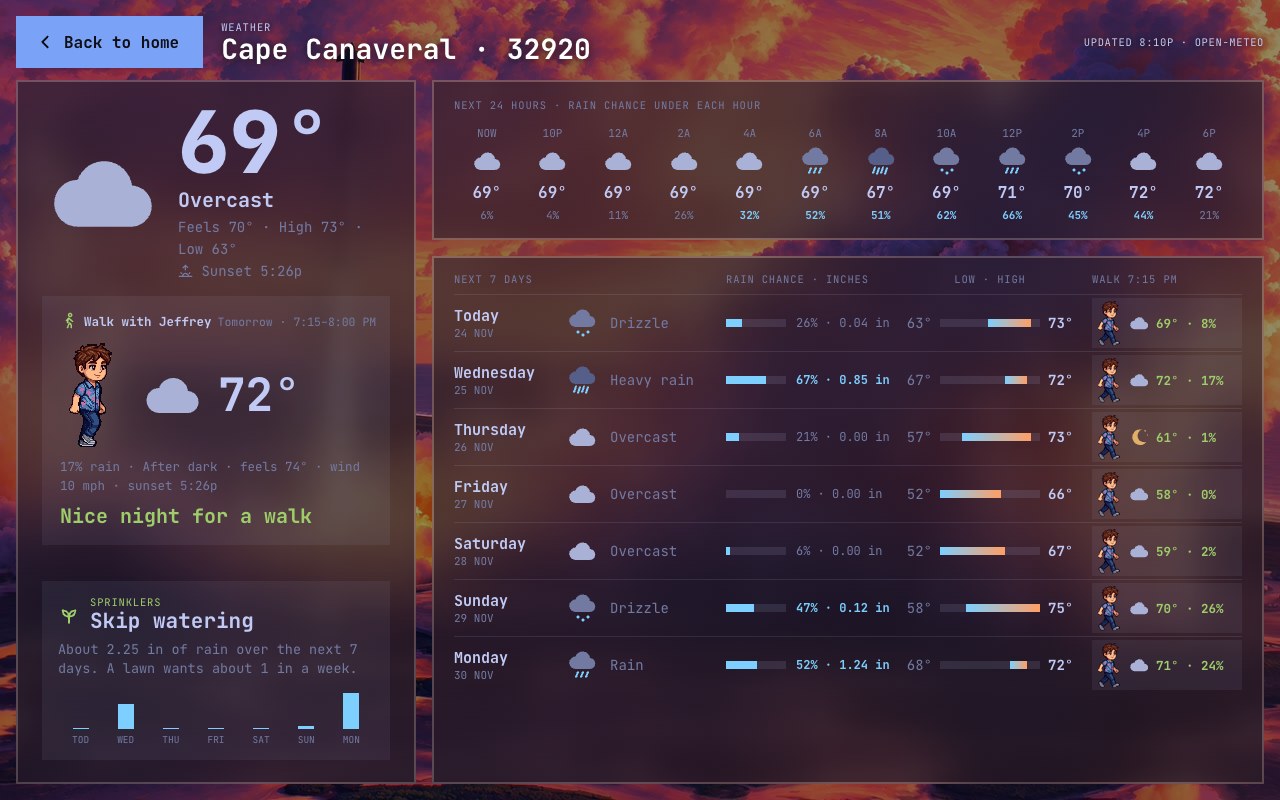 Back to home
WEATHER
Cape Canaveral · 32920
UPDATED 8:10P · OPEN-METEO
69°
Overcast
Feels 70° · High 73° ·
Low 63°
Sunset 5:26p
Walk with Jeffrey Tomorrow · 7:15–8:00 PM
72°
17% rain · After dark · feels 74° · wind
10 mph · sunset 5:26p
Nice night for a walk
SPRINKLERS
Skip watering
About 2.25 in of rain over the next 7
days. A lawn wants about 1 in a week.
TOD WED THU FRI SAT SUN MON
NEXT 24 HOURS · RAIN CHANCE UNDER EACH HOUR
NOW 10P 12A 2A 4A 6A 8A 10A 12P 2P 4P 6P
69° 69° 69° 69° 69° 69° 67° 69° 71° 70° 72° 72°
6% 4% 11% 26% 32% 52% 51% 62% 66% 45% 44% 21%
NEXT 7 DAYS RAIN CHANCE · INCHES LOW · HIGH WALK 7:15 PM
Today
24 NOV
Drizzle 26% · 0.04 in 63° 73° 69° · 8%
Wednesday
25 NOV
Heavy rain 67% · 0.85 in 67° 72° 72° · 17%
Thursday
26 NOV
Overcast 21% · 0.00 in 57° 73° 61° · 1%
Friday
27 NOV
Overcast 0% · 0.00 in 52° 66° 58° · 0%
Saturday
28 NOV
Overcast 6% · 0.00 in 52° 67° 59° · 2%
Sunday
29 NOV
Drizzle 47% · 0.12 in 58° 75° 70° · 26%
Monday
30 NOV
Rain 52% · 1.24 in 68° 72° 71° · 24%